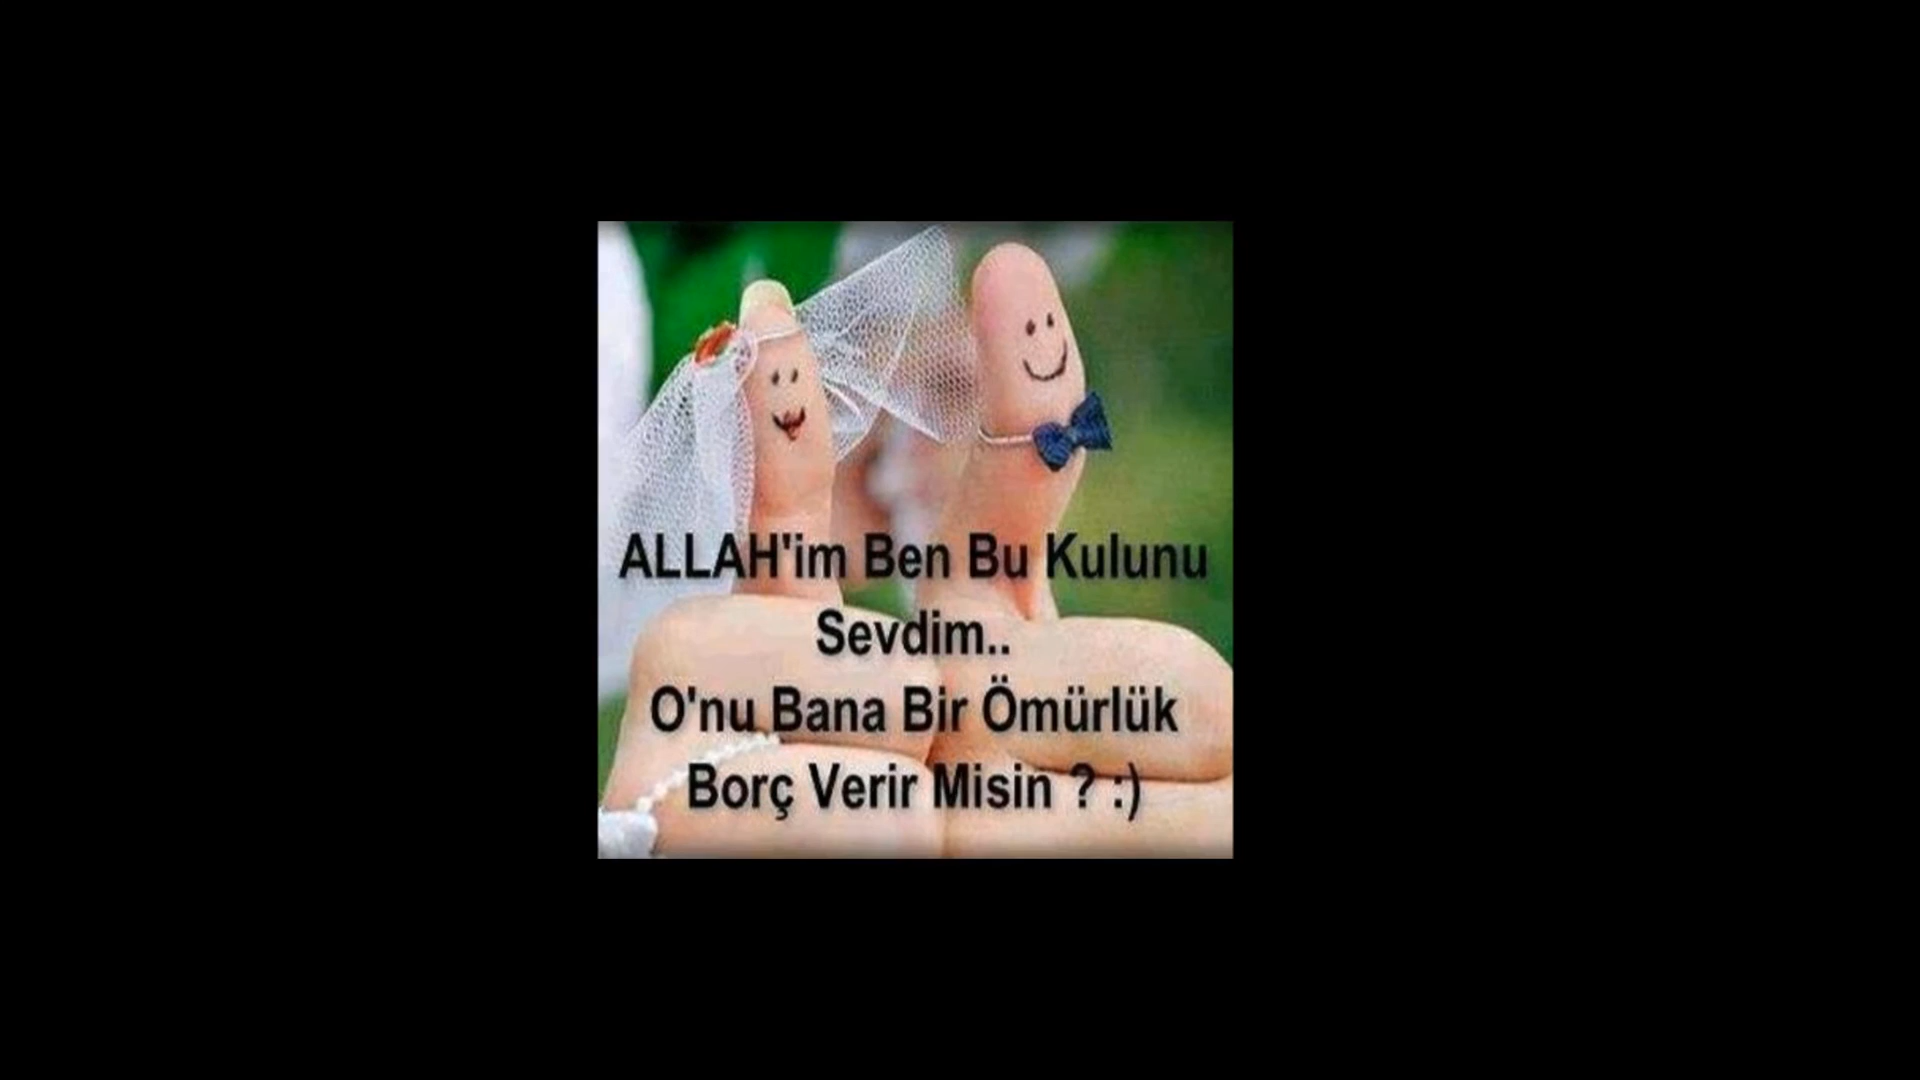 ALLAH'im Ben Bu Kulunu
Sevdim..
O'nu Bana Bir Ömürlük
Borç Verir Misin ? :)